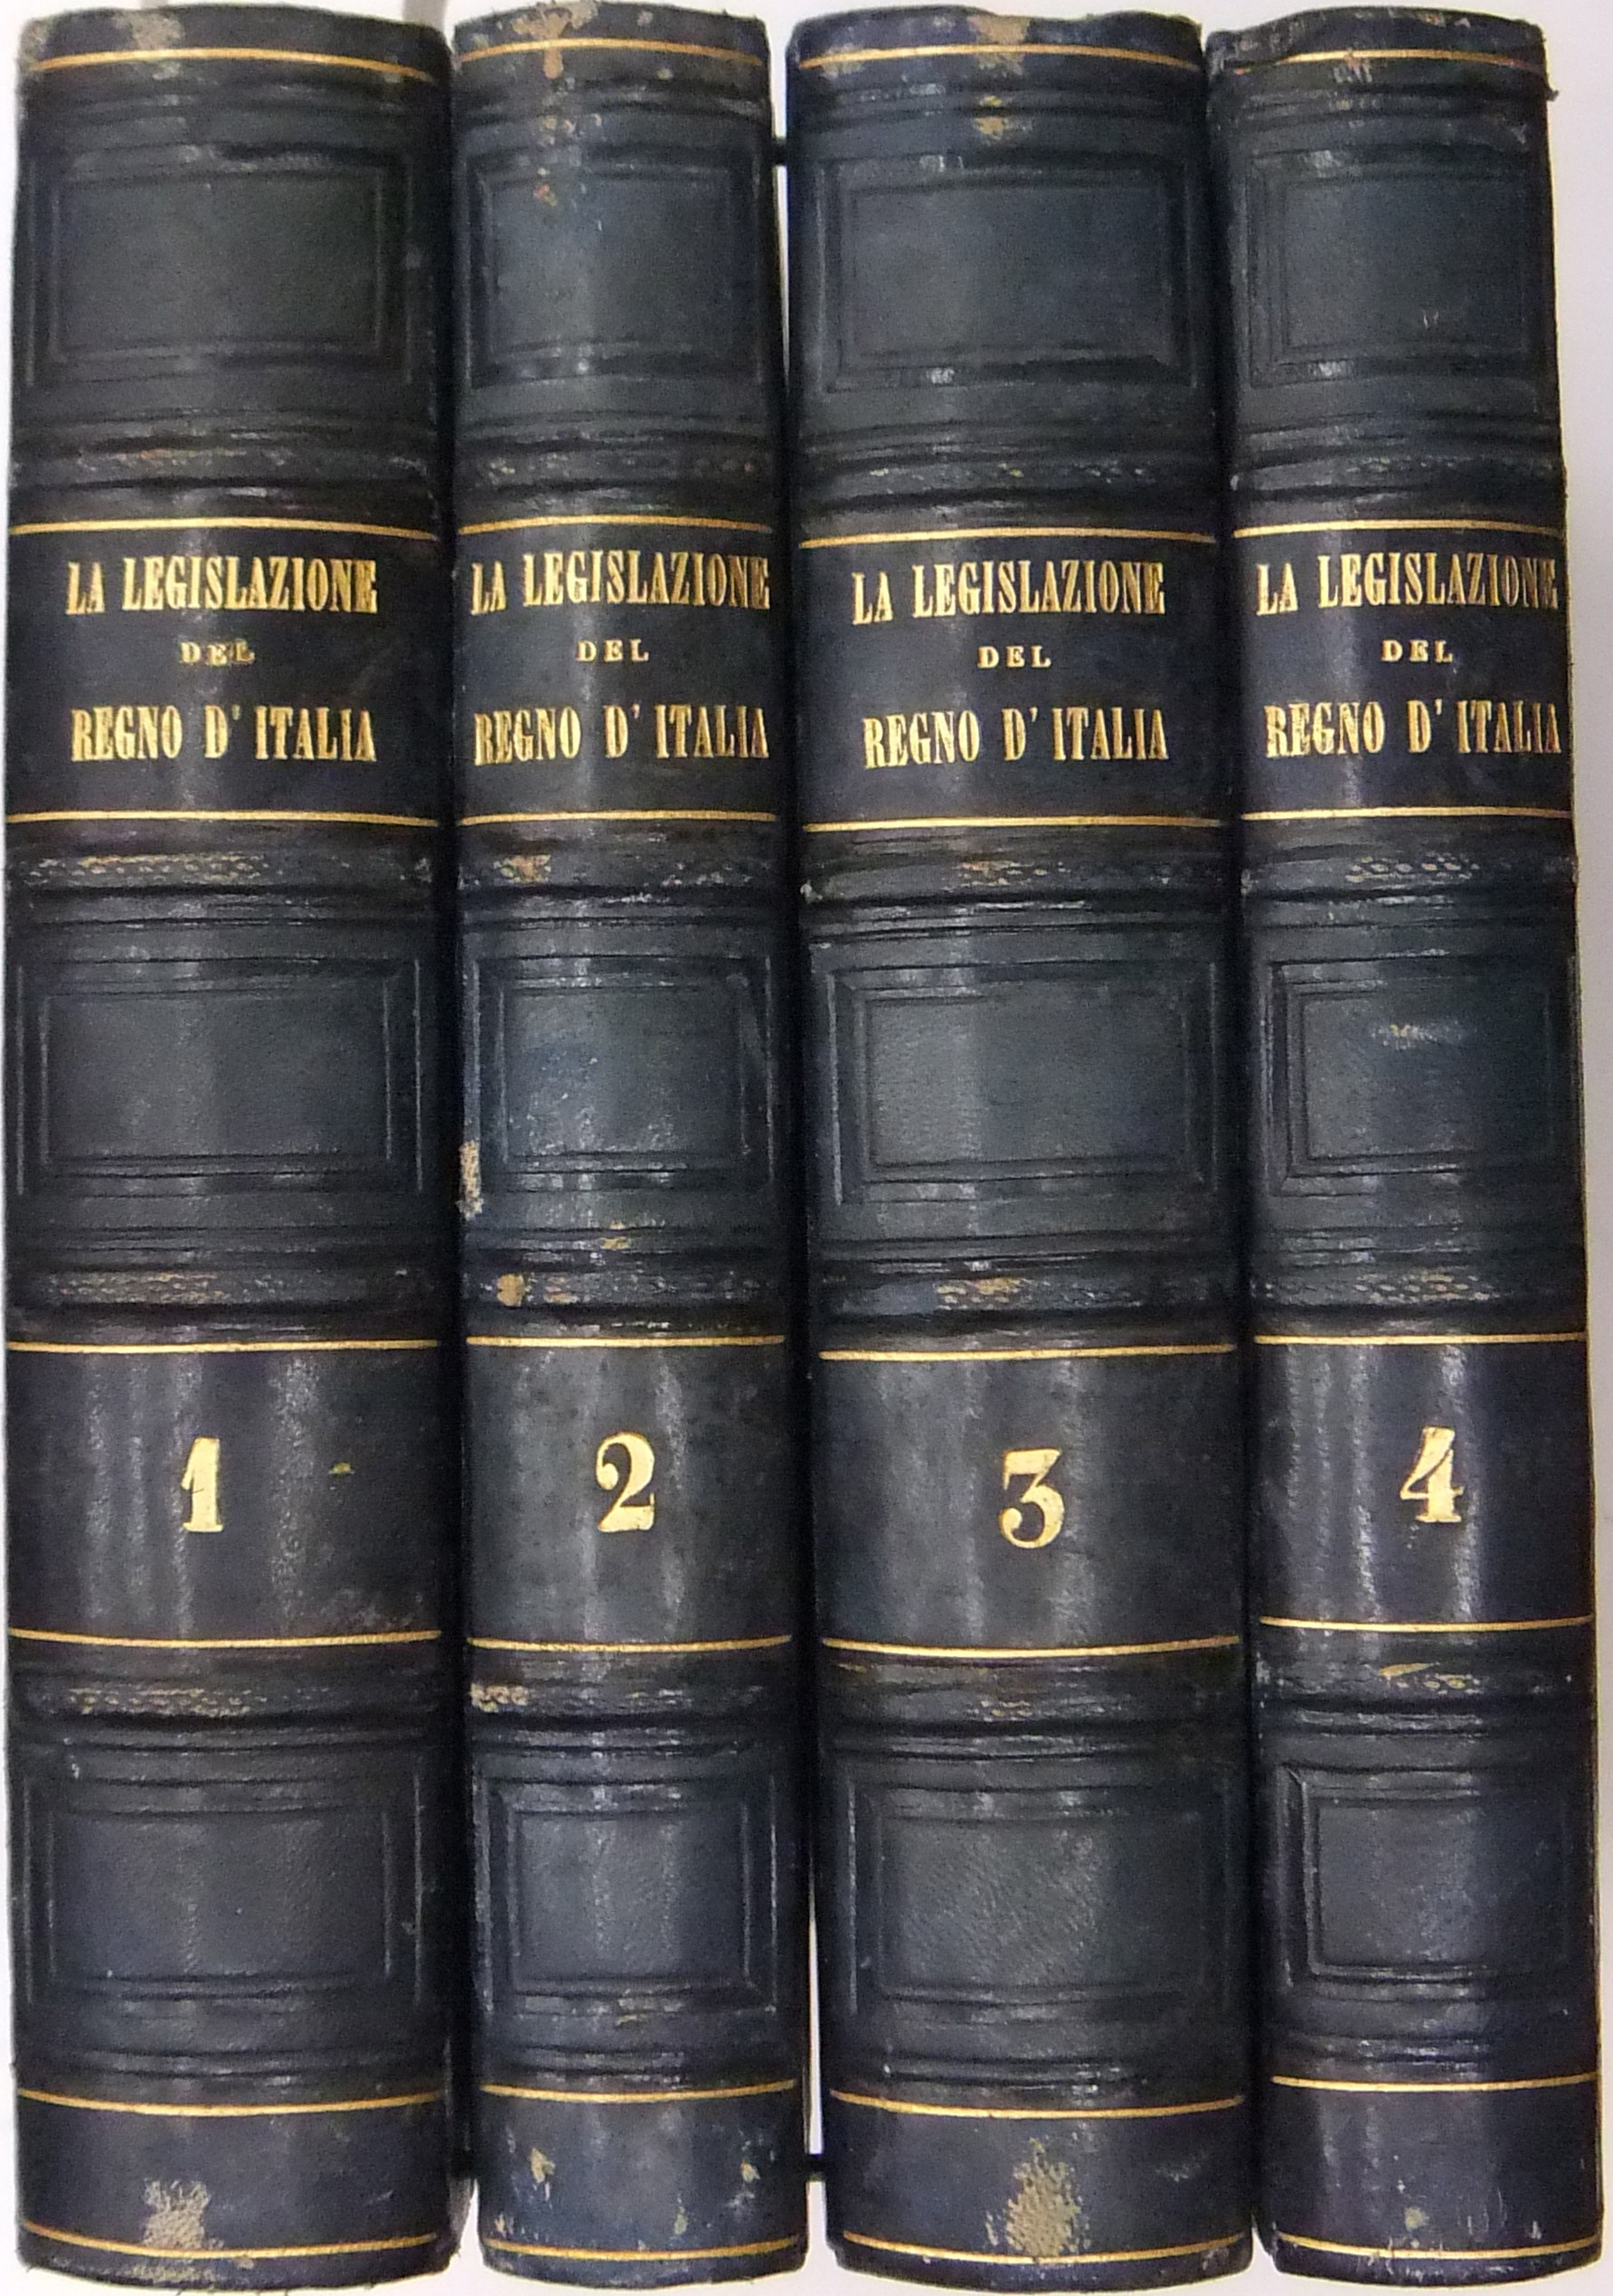 LA LEGISLAZIONE
DEL
REGNO D' ITALIA
1
LA LEGISLAZIONE
DEL
REGNO D' ITALIA
2
LA LEGISLAZIONE
DEL
REGNO D' ITALIA
3
LA LEGISLAZIONE
DEL
REGNO D' ITALIA
4